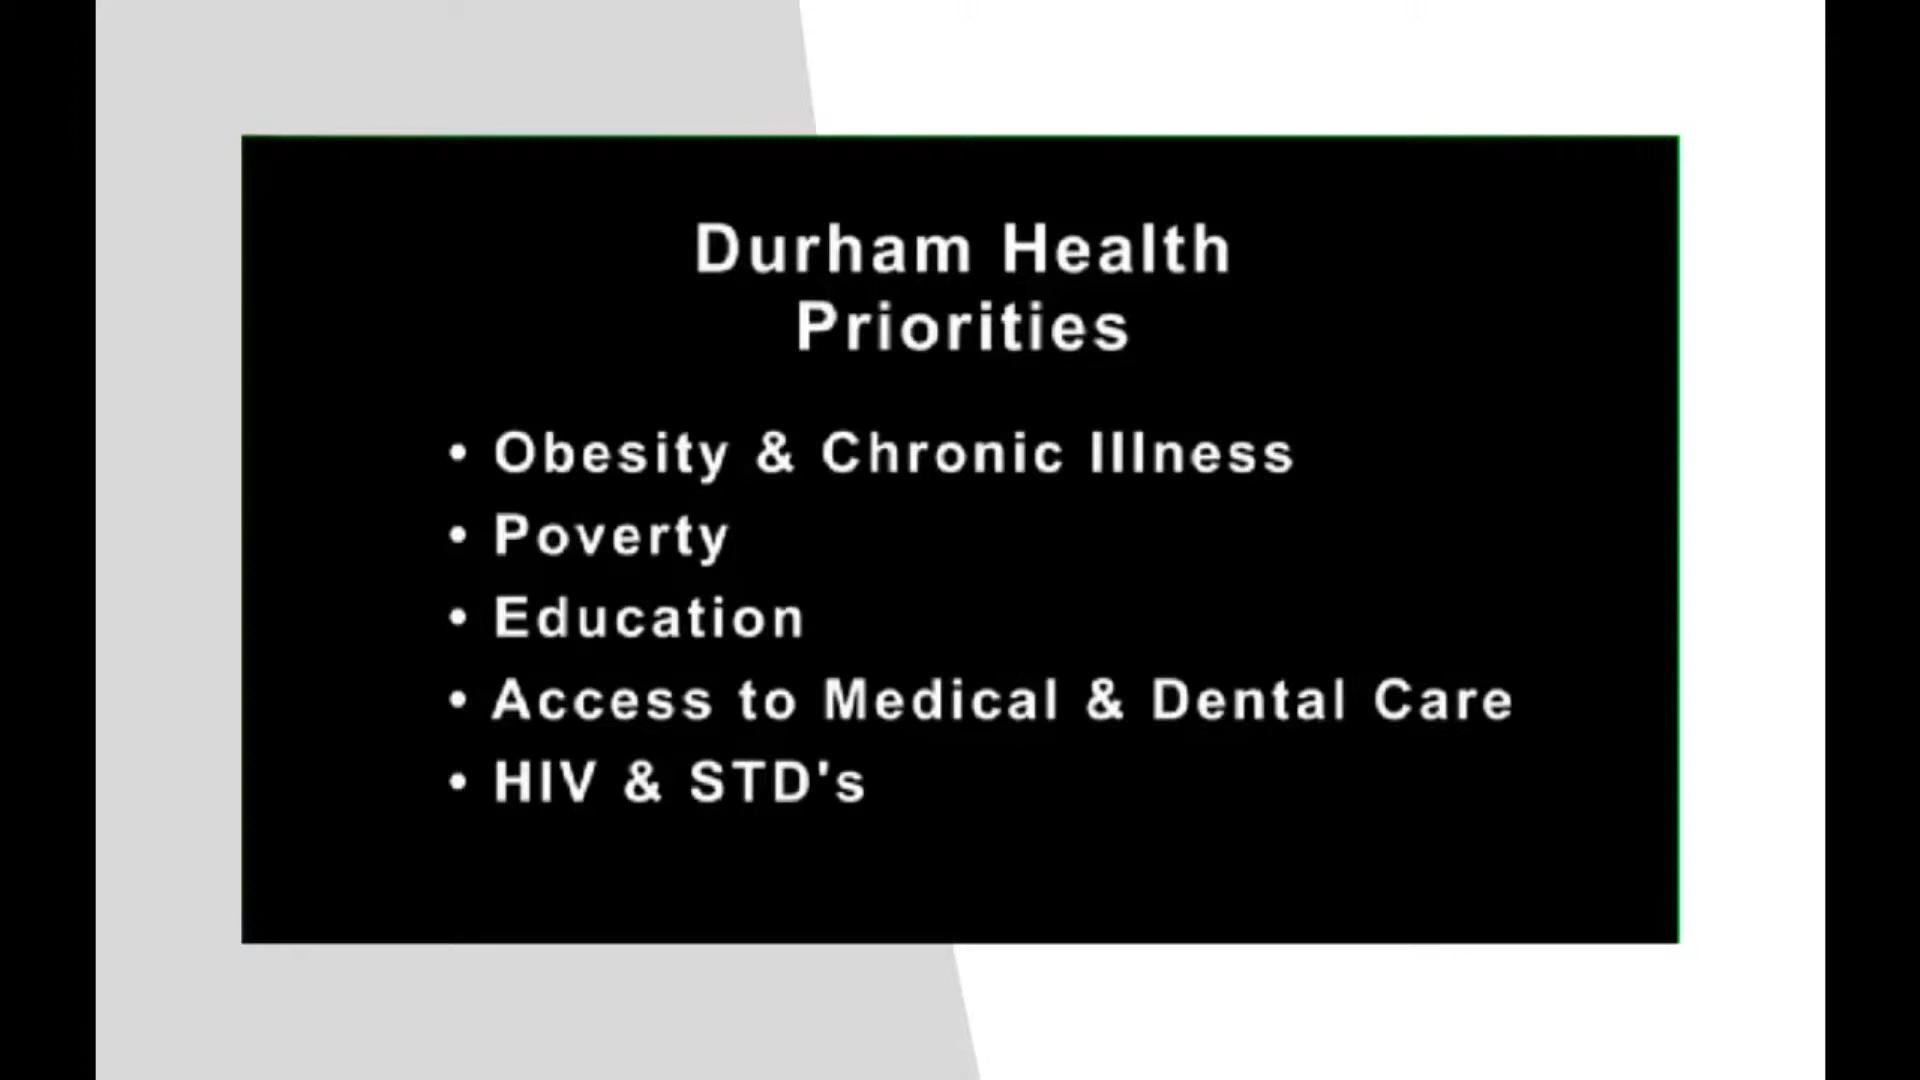 Durham Health
Priorities
• Obesity & Chronic Illness
• Poverty
• Education
• Access to Medical & Dental Care
• HIV & STD's